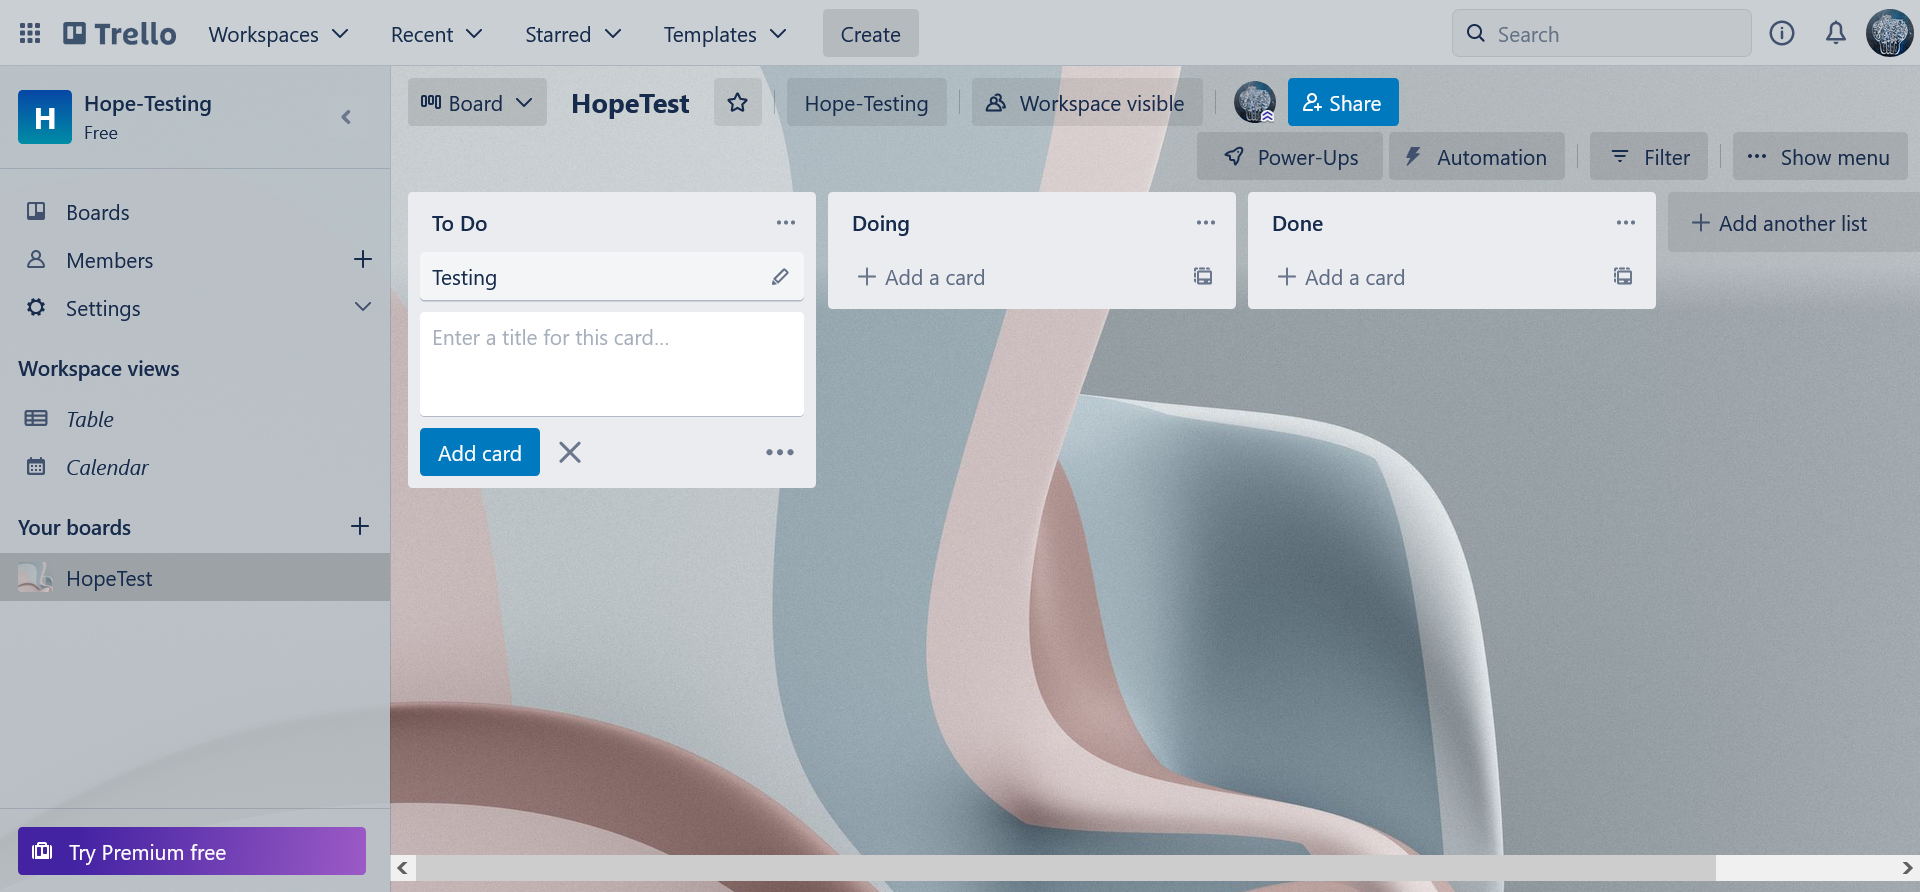 Trello Workspaces Recent Starred Templates Create Search
H Hope-Testing
Free
Board HopeTest Hope-Testing Workspace visible Share
Power-Ups Automation Filter Show menu
Boards
Members
Settings
Workspace views
Table
Calendar
Your boards
HopeTest
Try Premium free
To Do
Testing
Enter a title for this card...
Add card
Doing
Add a card
Done
Add a card
Add another list